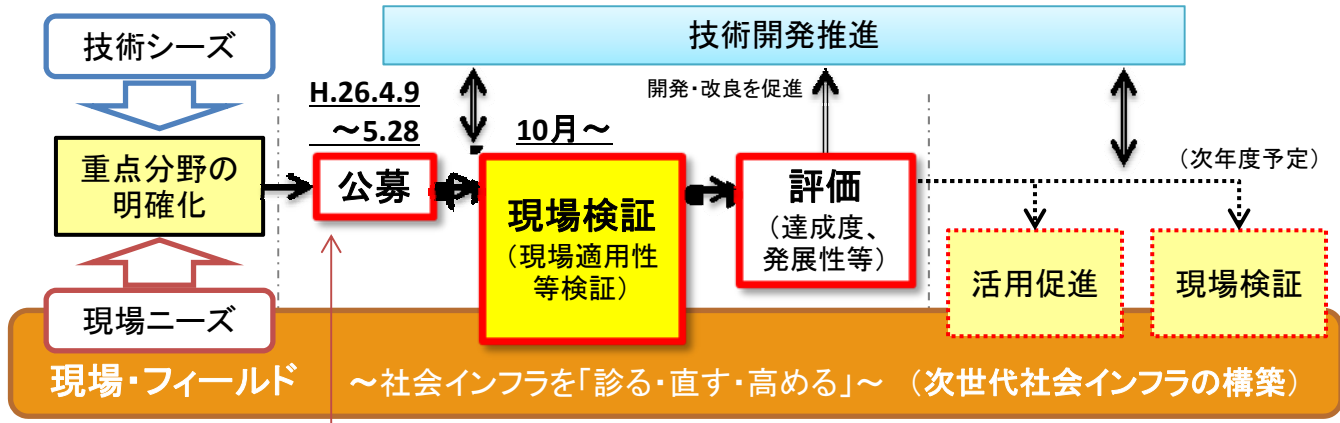 技術シーズ
技術開発推進
開発・改良を促進
H.26.4.9
～5.28
10月～
重点分野の
明確化
公募
現場検証
（現場適用性
等検証）
評価
（達成度、
発展性等）
（次年度予定）
活用促進
現場検証
現場ニーズ
現場・フィールド ～社会インフラを「診る・直す・高める」～ （次世代社会インフラの構築）